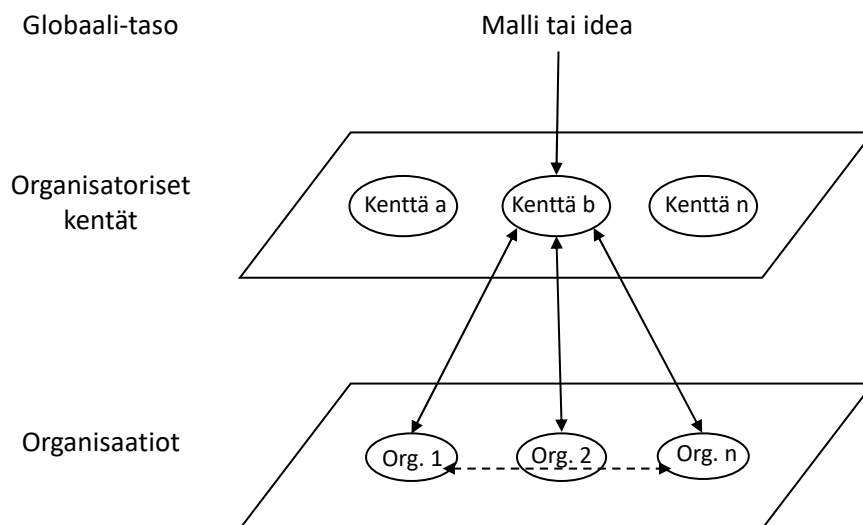 Globaali-taso
Malli tai idea
Organisatoriset
kentät
Kenttä a
Kenttä b
Kenttä n
Organisaatiot
Org. 1
Org. 2
Org. n